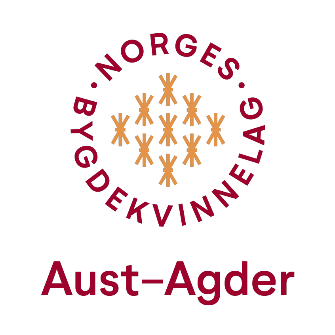 · NORGES ·
BYGDEKVINNELAG
Aust–Agder